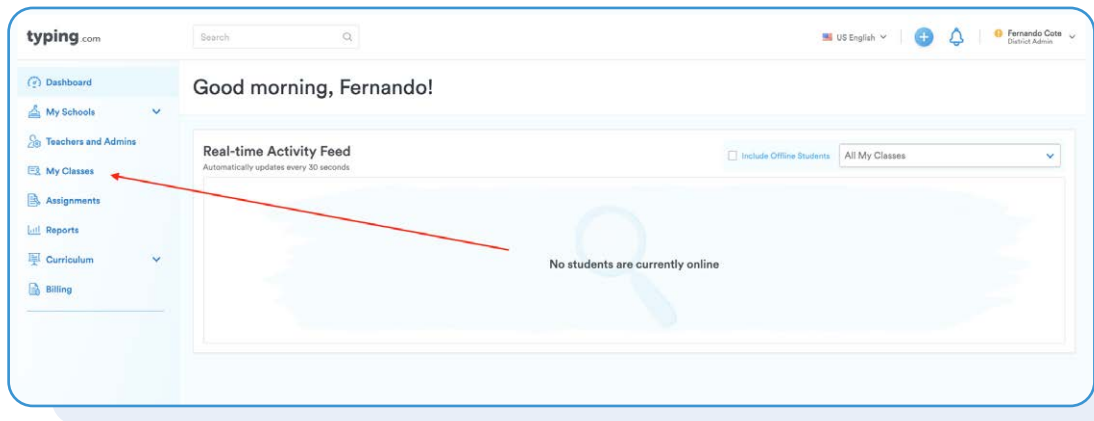 typing.com
Search
US English
Fernando Cote
District Admin
Dashboard
My Schools
Teachers and Admins
My Classes
Assignments
Reports
Curriculum
Billing
Good morning, Fernando!
Real-time Activity Feed
Automatically updates every 30 seconds
Include Offline Students
All My Classes
No students are currently online